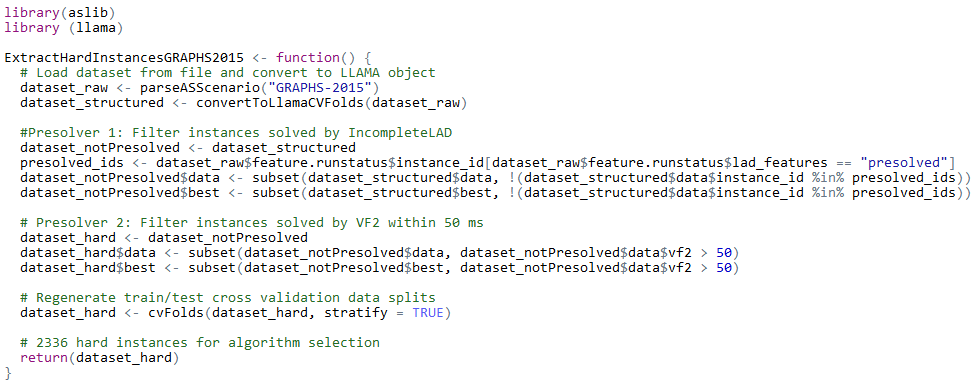 library(aslib)
library (llama)

ExtractHardInstancesGRAPHS2015 <- function() {
  # Load dataset from file and convert to LLAMA object
  dataset_raw <- parseASScenario("GRAPHS-2015")
  dataset_structured <- convertToLlamaCVFolds(dataset_raw)

  #Presolver 1: Filter instances solved by IncompleteLAD
  dataset_notPresolved <- dataset_structured
  presolved_ids <- dataset_raw$feature.runstatus$instance_id[dataset_raw$feature.runstatus$lad_features == "presolved"]
  dataset_notPresolved$data <- subset(dataset_structured$data, !(dataset_structured$data$instance_id %in% presolved_ids))
  dataset_notPresolved$best <- subset(dataset_structured$best, !(dataset_structured$data$instance_id %in% presolved_ids))

  # Presolver 2: Filter instances solved by VF2 within 50 ms
  dataset_hard <- dataset_notPresolved
  dataset_hard$data <- subset(dataset_notPresolved$data, dataset_notPresolved$data$vf2 > 50)
  dataset_hard$best <- subset(dataset_notPresolved$best, dataset_notPresolved$data$vf2 > 50)

  # Regenerate train/test cross validation data splits
  dataset_hard <- cvFolds(dataset_hard, stratify = TRUE)

  # 2336 hard instances for algorithm selection
  return(dataset_hard)
}